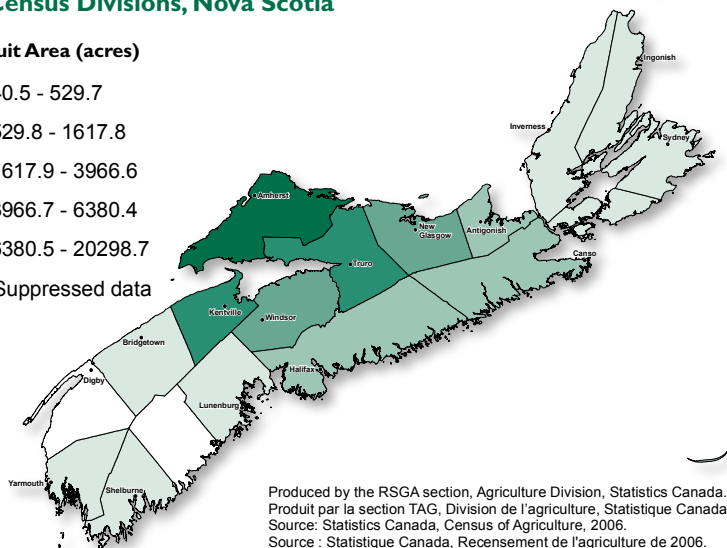 Census Divisions, Nova Scotia
uit Area (acres)
0.5 - 529.7
529.8 - 1617.8
1617.9 - 3966.6
3966.7 - 6380.4
6380.5 - 20298.7
Suppressed data
Ingonish
Inverness
Sydney
Amherst
New
Glasgow
Antigonish
Canso
Truro
Kentville
Windsor
Bridgetown
Halifax
Digby
Lunenburg
Yarmouth
Shelburne
Produced by the RSGA section, Agriculture Division, Statistics Canada.
Produit par la section TAG, Division de l'agriculture, Statistique Canada
Source: Statistics Canada, Census of Agriculture, 2006.
Source : Statistique Canada, Recensement de l'agriculture de 2006.